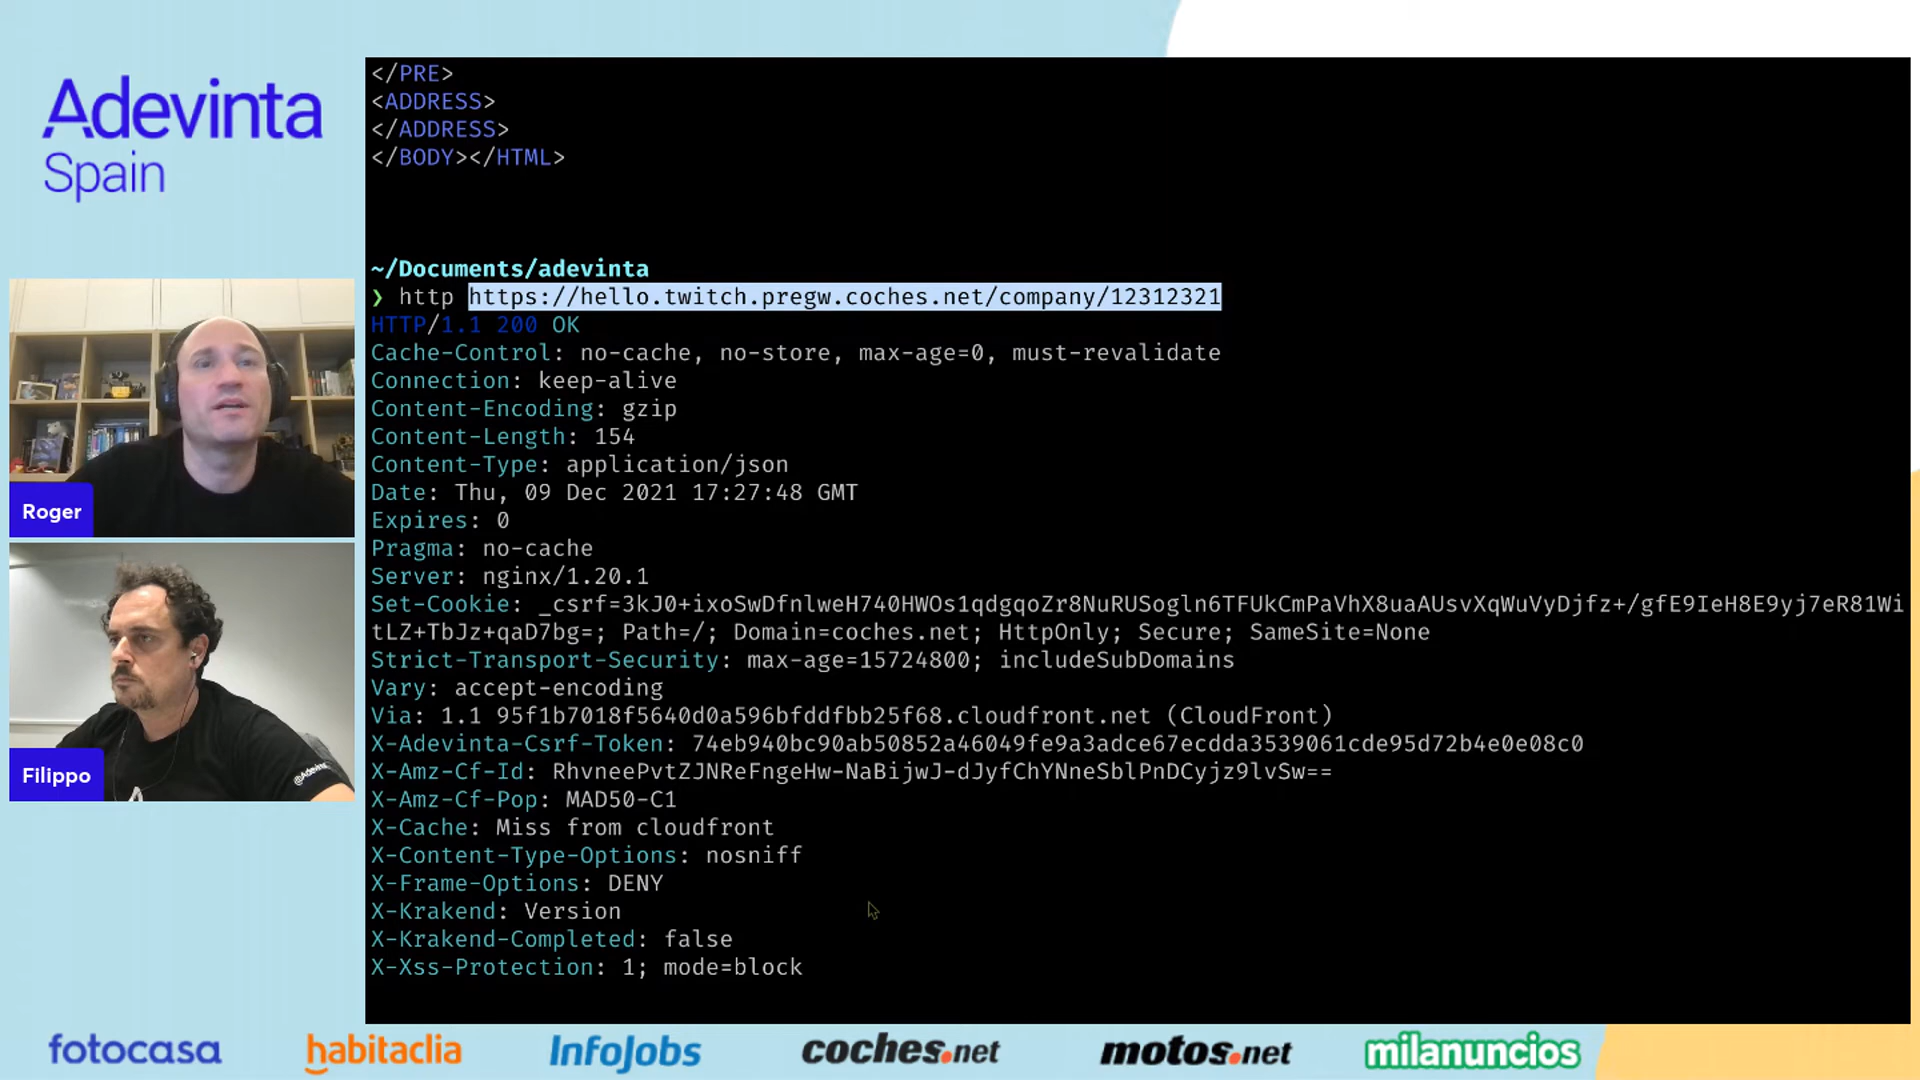 Adevinta
Spain
</PRE>
<ADDRESS>
</ADDRESS>
</BODY></HTML>
~/Documents/adevinta
❯ http https://hello.twitch.pregw.coches.net/company/12312321
HTTP/1.1 200 OK
Cache-Control: no-cache, no-store, max-age=0, must-revalidate
Connection: keep-alive
Content-Encoding: gzip
Content-Length: 154
Content-Type: application/json
Date: Thu, 09 Dec 2021 17:27:48 GMT
Expires: 0
Pragma: no-cache
Server: nginx/1.20.1
Set-Cookie: _csrf=3kJ0+ixoSwDfnlweH740HWOs1qdgqoZr8NuRUSogln6TFUkCmPaVhX8uaAUsvXqWuVyDjfz+/gfE9IeH8E9yj7eR81Wi
tLZ+TbJz+qaD7bg=; Path=/; Domain=coches.net; HttpOnly; Secure; SameSite=None
Strict-Transport-Security: max-age=15724800; includeSubDomains
Vary: accept-encoding
Via: 1.1 95f1b7018f5640d0a596bfddfbb25f68.cloudfront.net (CloudFront)
X-Adevinta-Csrf-Token: 74eb940bc90ab50852a46049fe9a3adce67ecdda3539061cde95d72b4e0e08c0
X-Amz-Cf-Id: RhvneePvtZJNReFngeHw-NaBijwJ-dJyfChYNneSblPnDCyjz9lvSw==
X-Amz-Cf-Pop: MAD50-C1
X-Cache: Miss from cloudfront
X-Content-Type-Options: nosniff
X-Frame-Options: DENY
X-Krakend: Version
X-Krakend-Completed: false
X-Xss-Protection: 1; mode=block
Roger
Filippo
@Adevinta
fotocasa
habitaclia
InfoJobs
coches.net
motos.net
milanuncios